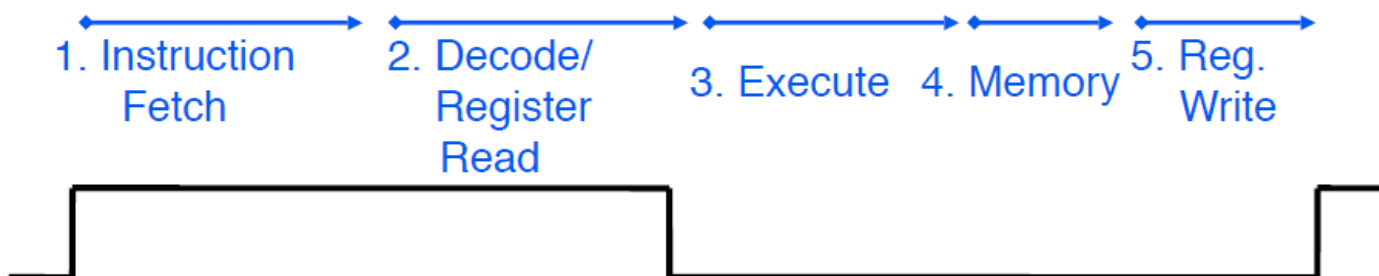 1. Instruction
Fetch
2. Decode/
Register
Read
3. Execute
4. Memory
5. Reg.
Write